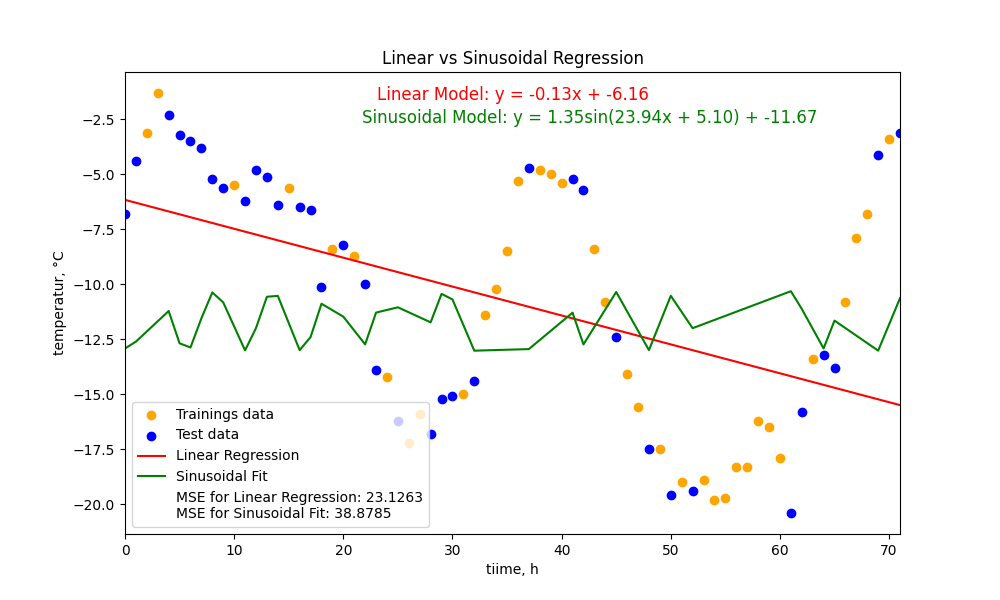 Linear vs Sinusoidal Regression
Linear Model: y = -0.13x + -6.16
Sinusoidal Model: y = 1.35sin(23.94x + 5.10) + -11.67
temperatur, °C
−2.5
−5.0
−7.5
−10.0
−12.5
−15.0
−17.5
−20.0
Trainings data
Test data
Linear Regression
Sinusoidal Fit
MSE for Linear Regression: 23.1263
MSE for Sinusoidal Fit: 38.8785
0 10 20 30 40 50 60 70
tiime, h